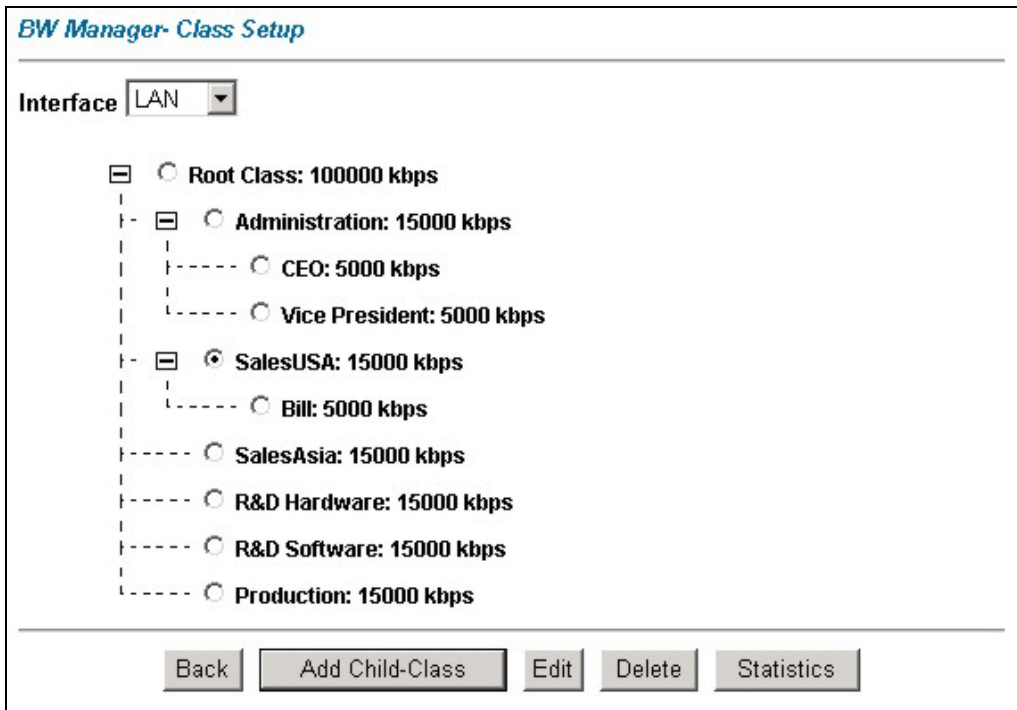 BW Manager- Class Setup
Interface LAN
Root Class: 100000 kbps
Administration: 15000 kbps
CEO: 5000 kbps
Vice President: 5000 kbps
SalesUSA: 15000 kbps
Bill: 5000 kbps
SalesAsia: 15000 kbps
R&D Hardware: 15000 kbps
R&D Software: 15000 kbps
Production: 15000 kbps
Back Add Child-Class Edit Delete Statistics